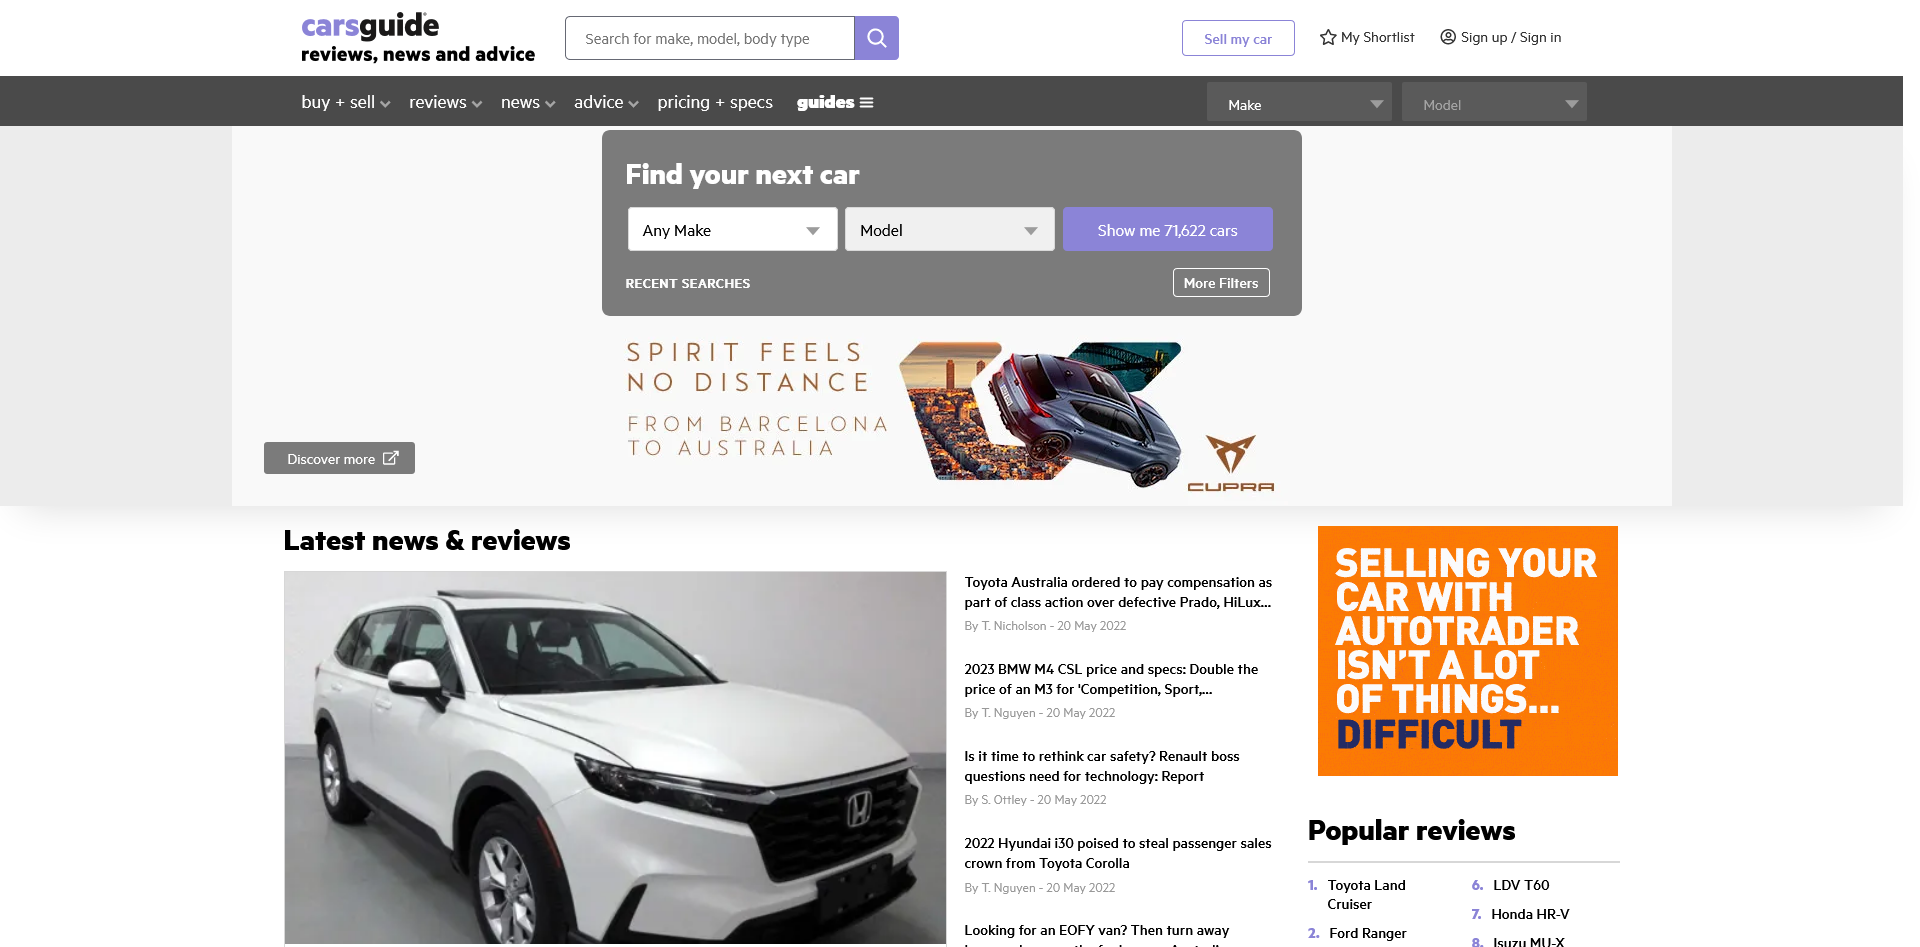 carsguide
reviews, news and advice
Search for make, model, body type
Sell my car
My Shortlist
Sign up / Sign in
buy + sell
reviews
news
advice
pricing + specs
guides
Make
Model
Find your next car
Any Make
Model
Show me 71,622 cars
RECENT SEARCHES
More Filters
SPIRIT FEELS
NO DISTANCE
FROM BARCELONA
TO AUSTRALIA
CUPRA
Discover more
Latest news & reviews
Toyota Australia ordered to pay compensation as
part of class action over defective Prado, HiLux...
By T. Nicholson - 20 May 2022
2023 BMW M4 CSL price and specs: Double the
price of an M3 for 'Competition, Sport,...
By T. Nguyen - 20 May 2022
Is it time to rethink car safety? Renault boss
questions need for technology: Report
By S. Ottley - 20 May 2022
2022 Hyundai i30 poised to steal passenger sales
crown from Toyota Corolla
By T. Nguyen - 20 May 2022
Looking for an EOFY van? Then turn away
SELLING YOUR
CAR WITH
AUTOTRADER
ISN'T A LOT
OF THINGS...
DIFFICULT
Popular reviews
1. Toyota Land
Cruiser
2. Ford Ranger
6. LDV T60
7. Honda HR-V
8. Isuzu MU-X